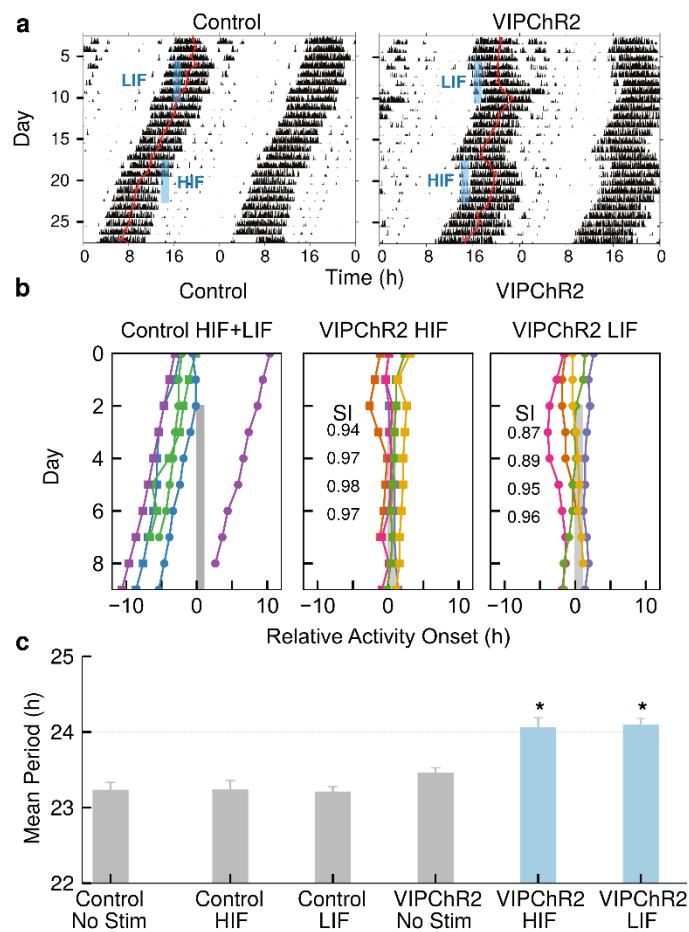 a
Control
VIPChR2
LIF
HIF
LIF
HIF
Day
5
10
15
20
25
0 8 16 0 8 16 0
0 8 16 0 8 16 0
Time (h)
b
Control
VIPChR2
Control HIF+LIF
VIPChR2 HIF
VIPChR2 LIF
Day
0
2
4
6
8
SI
0.94
0.97
0.98
0.97
SI
0.87
0.89
0.95
0.96
−10 0 10
−10 0 10
−10 0 10
Relative Activity Onset (h)
c
Mean Period (h)
25
24
23
22
*
*
Control
No Stim
Control
HIF
Control
LIF
VIPChR2
No Stim
VIPChR2
HIF
VIPChR2
LIF